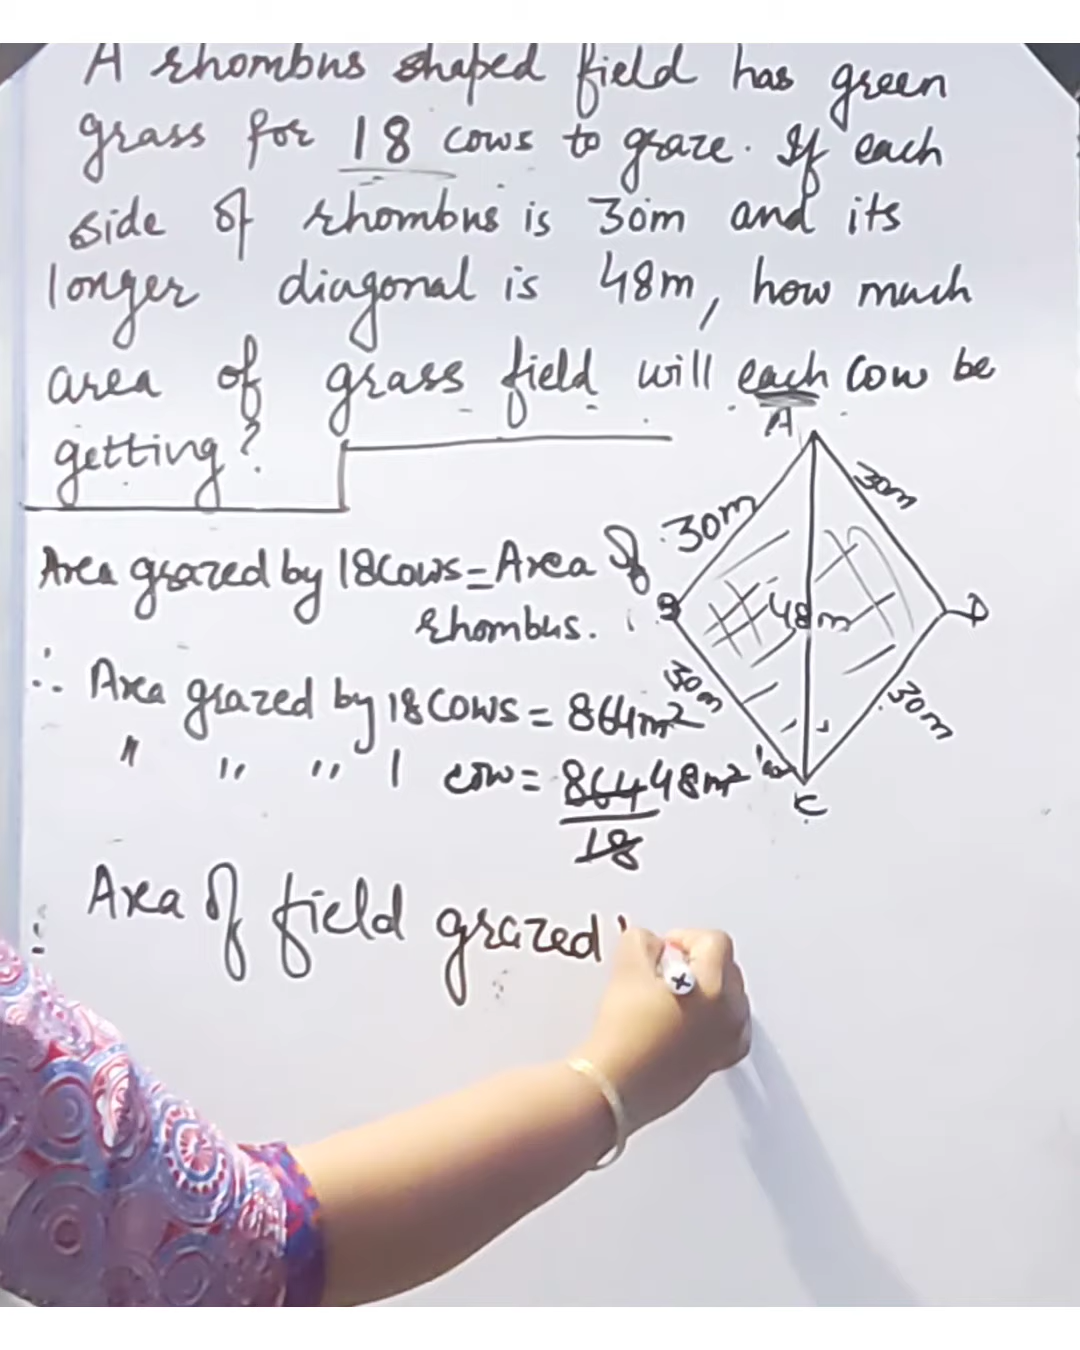 A rhombus shaped field has green
grass for 18 cows to graze. If each
side of rhombus is 30m and its
longer diagonal is 48m, how much
area of grass field will each cow be
getting?
A
30m
30m
Area grazed by 18 Cows = Area of
rhombus.
B
48m
D
30m
30m
∴ Area grazed by 18 Cows = 864m²
" " " 1 cow = 864 48m²
18
C
Area of field grazed